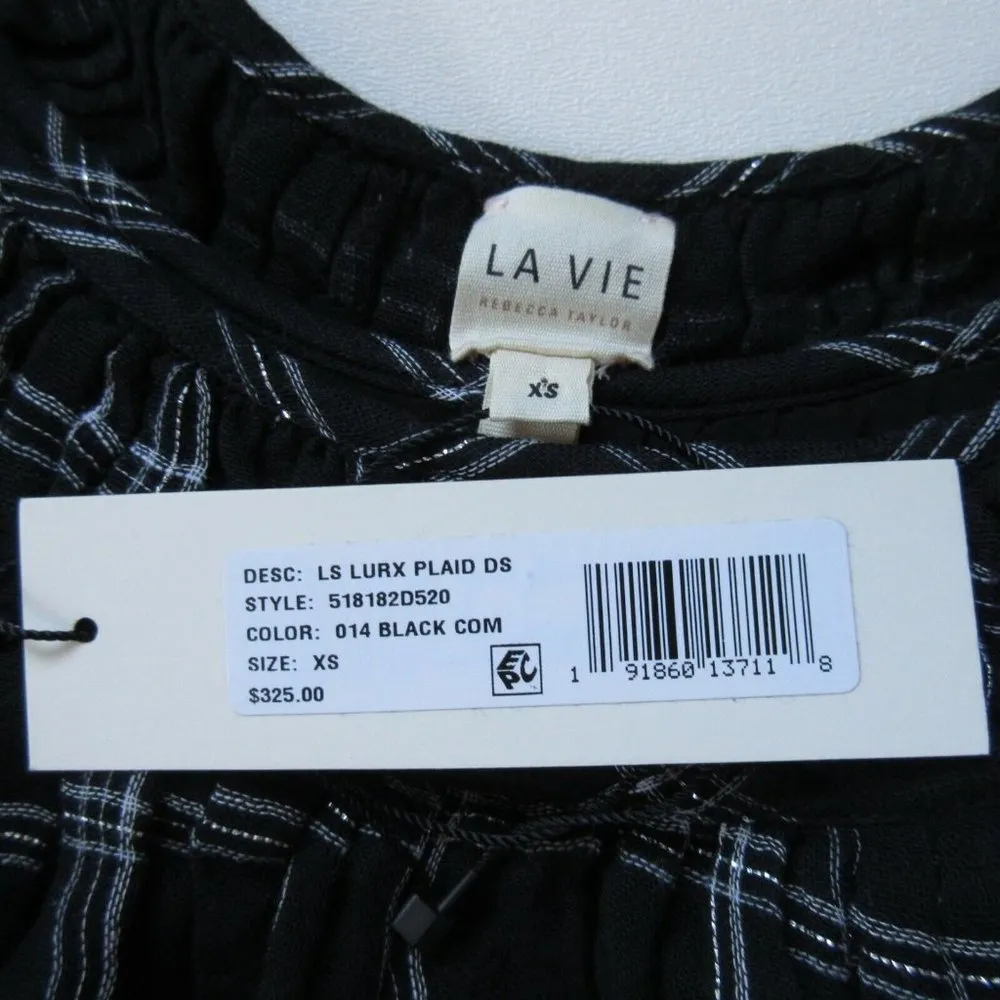 LA VIE
REBECCA TAYLOR
XS
DESC: LS LURX PLAID DS
STYLE: 518182D520
COLOR: 014 BLACK COM
SIZE: XS
$325.00
EPC
1 91860 13711 8